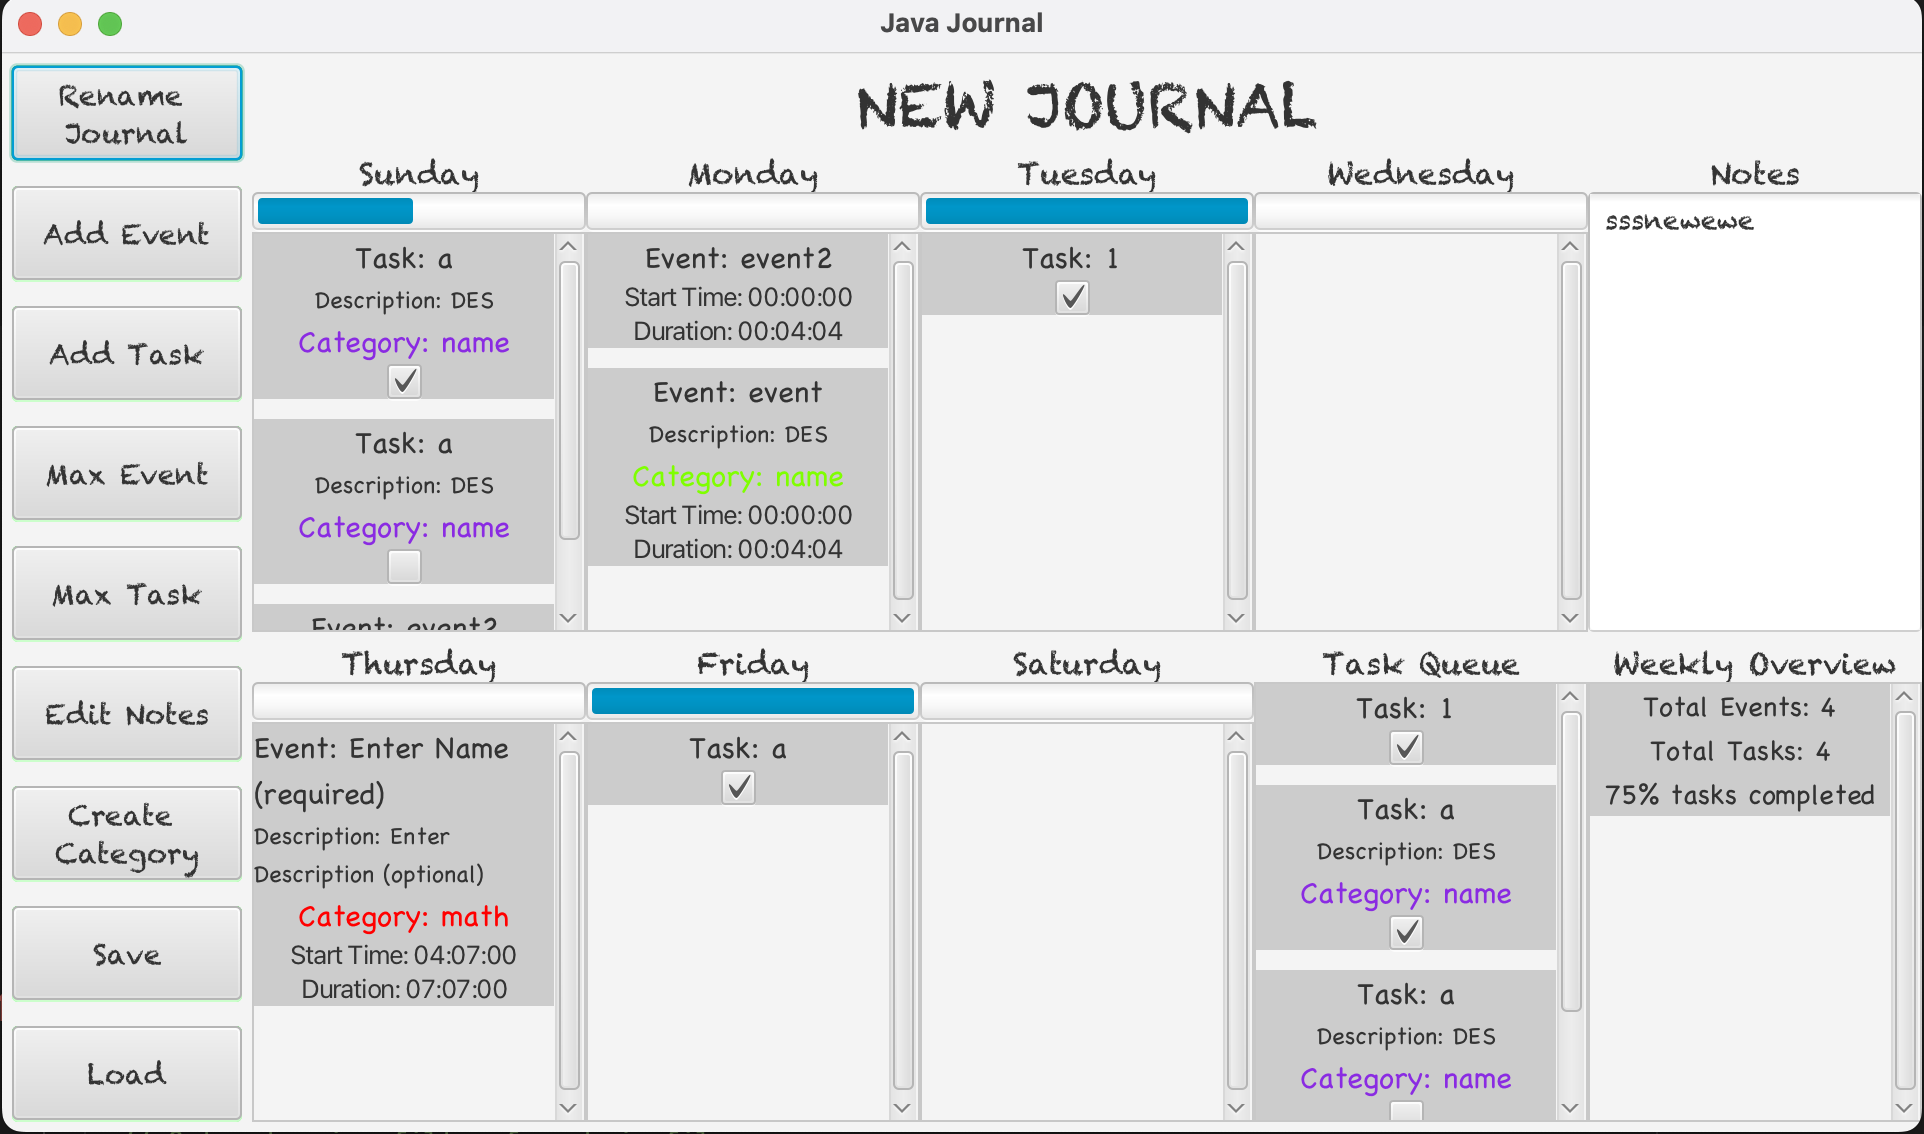 Java Journal
Rename
Journal
Add Event
Add Task
Max Event
Max Task
Edit Notes
Create
Category
Save
Load
NEW JOURNAL
Sunday
Task: a
Description: DES
Category: name
Task: a
Description: DES
Category: name
Event: event2
Monday
Event: event2
Start Time: 00:00:00
Duration: 00:04:04
Event: event
Description: DES
Category: name
Start Time: 00:00:00
Duration: 00:04:04
Tuesday
Task: 1
Wednesday
Notes
sssnewewe
Thursday
Event: Enter Name
(required)
Description: Enter
Description (optional)
Category: math
Start Time: 04:07:00
Duration: 07:07:00
Friday
Task: a
Saturday
Task Queue
Task: 1
Task: a
Description: DES
Category: name
Task: a
Description: DES
Category: name
Weekly Overview
Total Events: 4
Total Tasks: 4
75% tasks completed